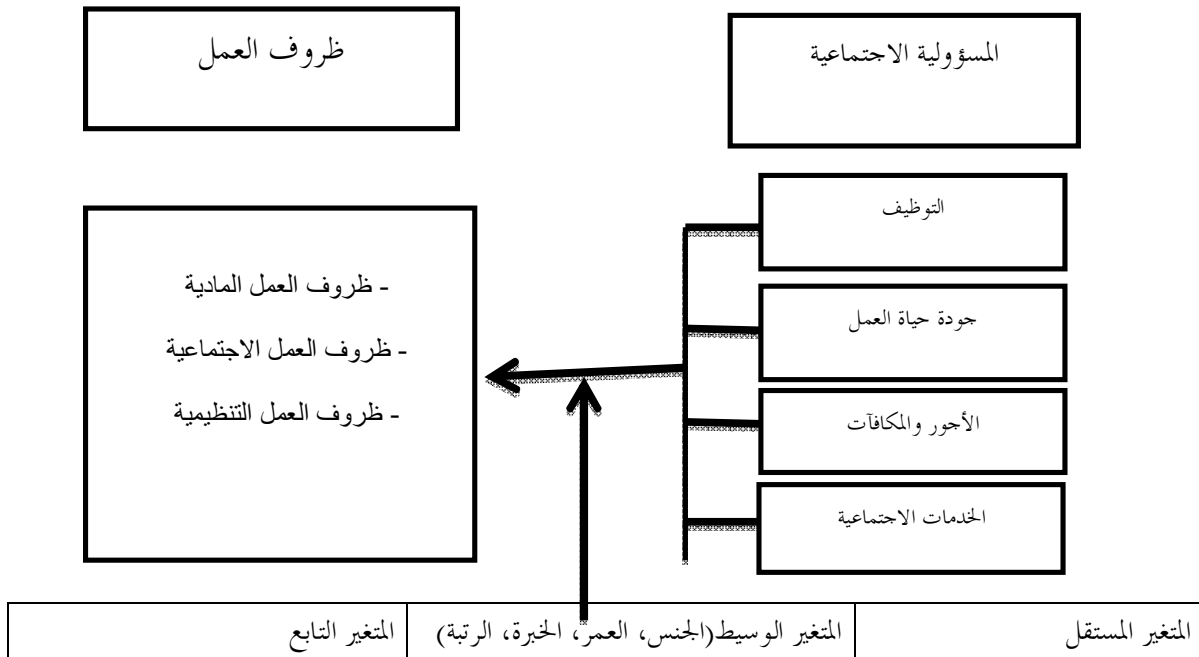 المسؤولية الاجتماعية
ظروف العمل
التوظيف
جودة حياة العمل
الأجور والمكافآت
الخدمات الاجتماعية
- ظروف العمل المادية
- ظروف العمل الاجتماعية
- ظروف العمل التنظيمية
المتغير المستقل
المتغير الوسيط(الجنس، العمر، الخبرة، الرتبة)
المتغير التابع